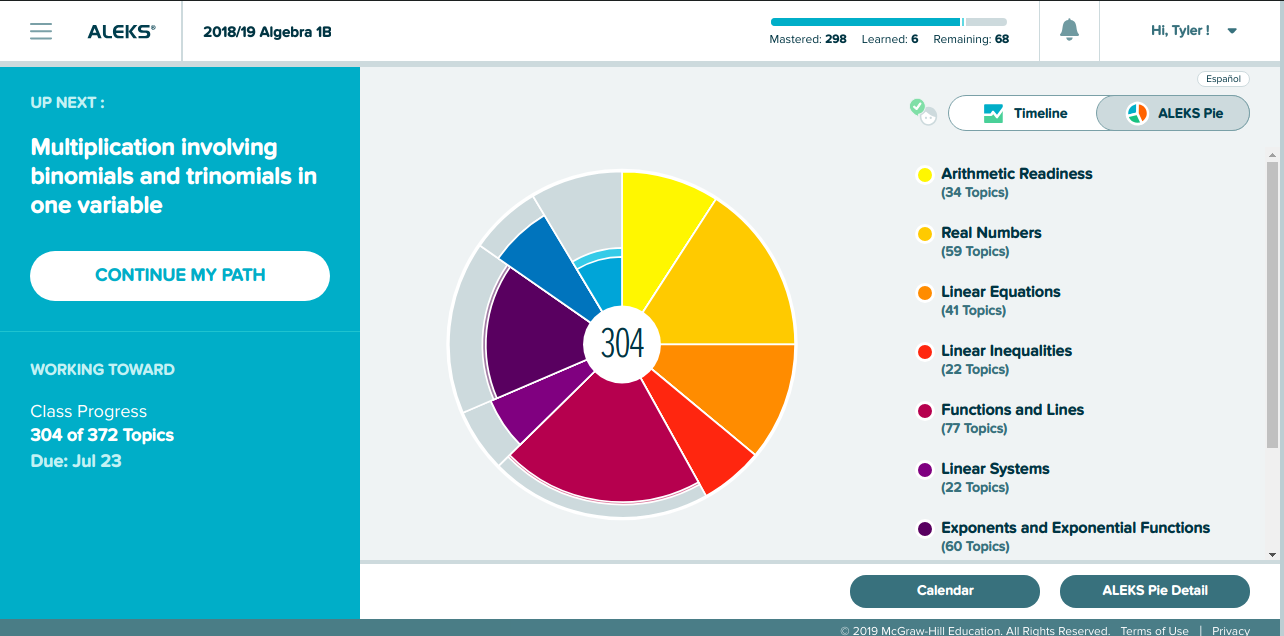 ALEKS®
2018/19 Algebra 1B
Mastered: 298 Learned: 6 Remaining: 68
Hi, Tyler !
UP NEXT :
Multiplication involving
binomials and trinomials in
one variable
CONTINUE MY PATH
WORKING TOWARD
Class Progress
304 of 372 Topics
Due: Jul 23
Español
Timeline
ALEKS Pie
304
Arithmetic Readiness
(34 Topics)
Real Numbers
(59 Topics)
Linear Equations
(41 Topics)
Linear Inequalities
(22 Topics)
Functions and Lines
(77 Topics)
Linear Systems
(22 Topics)
Exponents and Exponential Functions
(60 Topics)
Calendar
ALEKS Pie Detail
© 2019 McGraw-Hill Education. All Rights Reserved. Terms of Use | Privacy